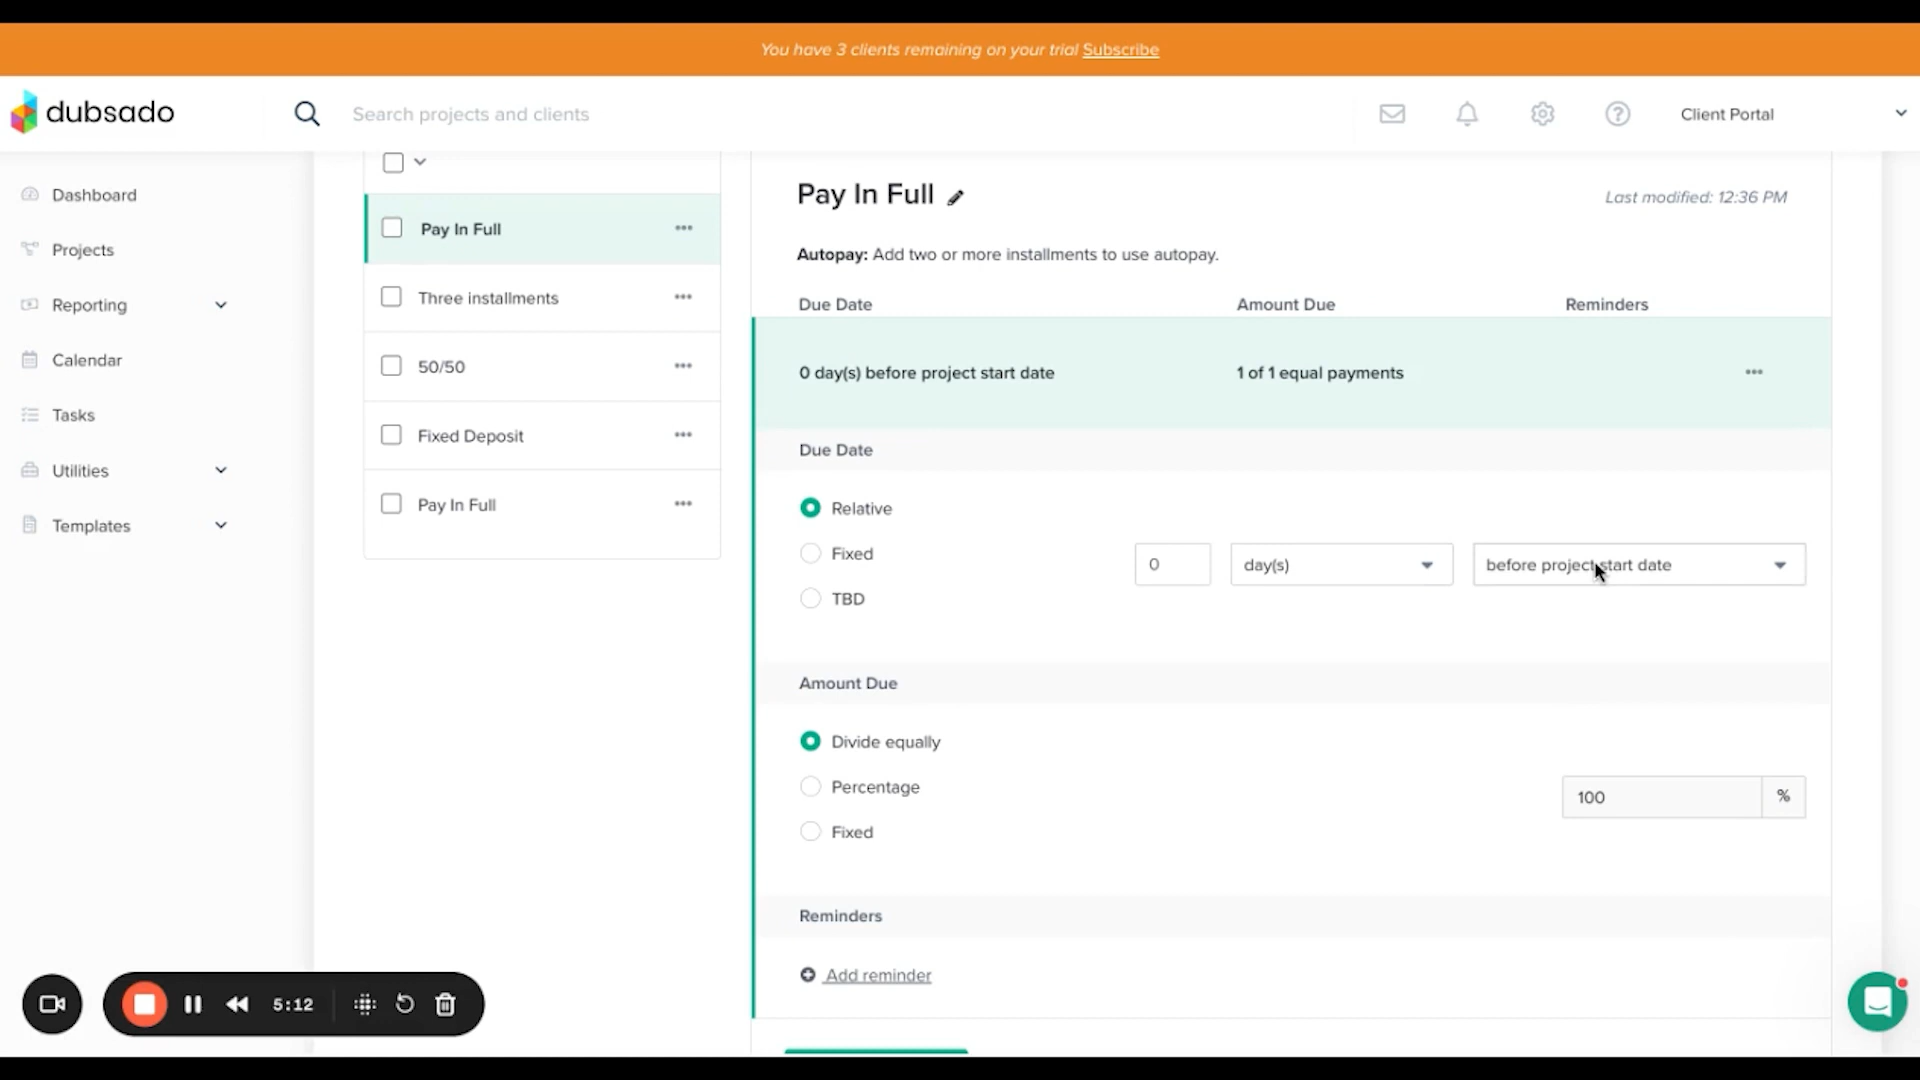 You have 3 clients remaining on your trial Subscribe
dubsado
Search projects and clients
Client Portal
Dashboard
Projects
Reporting
Calendar
Tasks
Utilities
Templates
Pay In Full
Three installments
50/50
Fixed Deposit
Pay In Full
Pay In Full
Last modified: 12:36 PM
Autopay: Add two or more installments to use autopay.
Due Date Amount Due Reminders
0 day(s) before project start date 1 of 1 equal payments
Due Date
Relative
Fixed
TBD
0 day(s) before project start date
Amount Due
Divide equally
Percentage
Fixed
100 %
Reminders
Add reminder
5:12